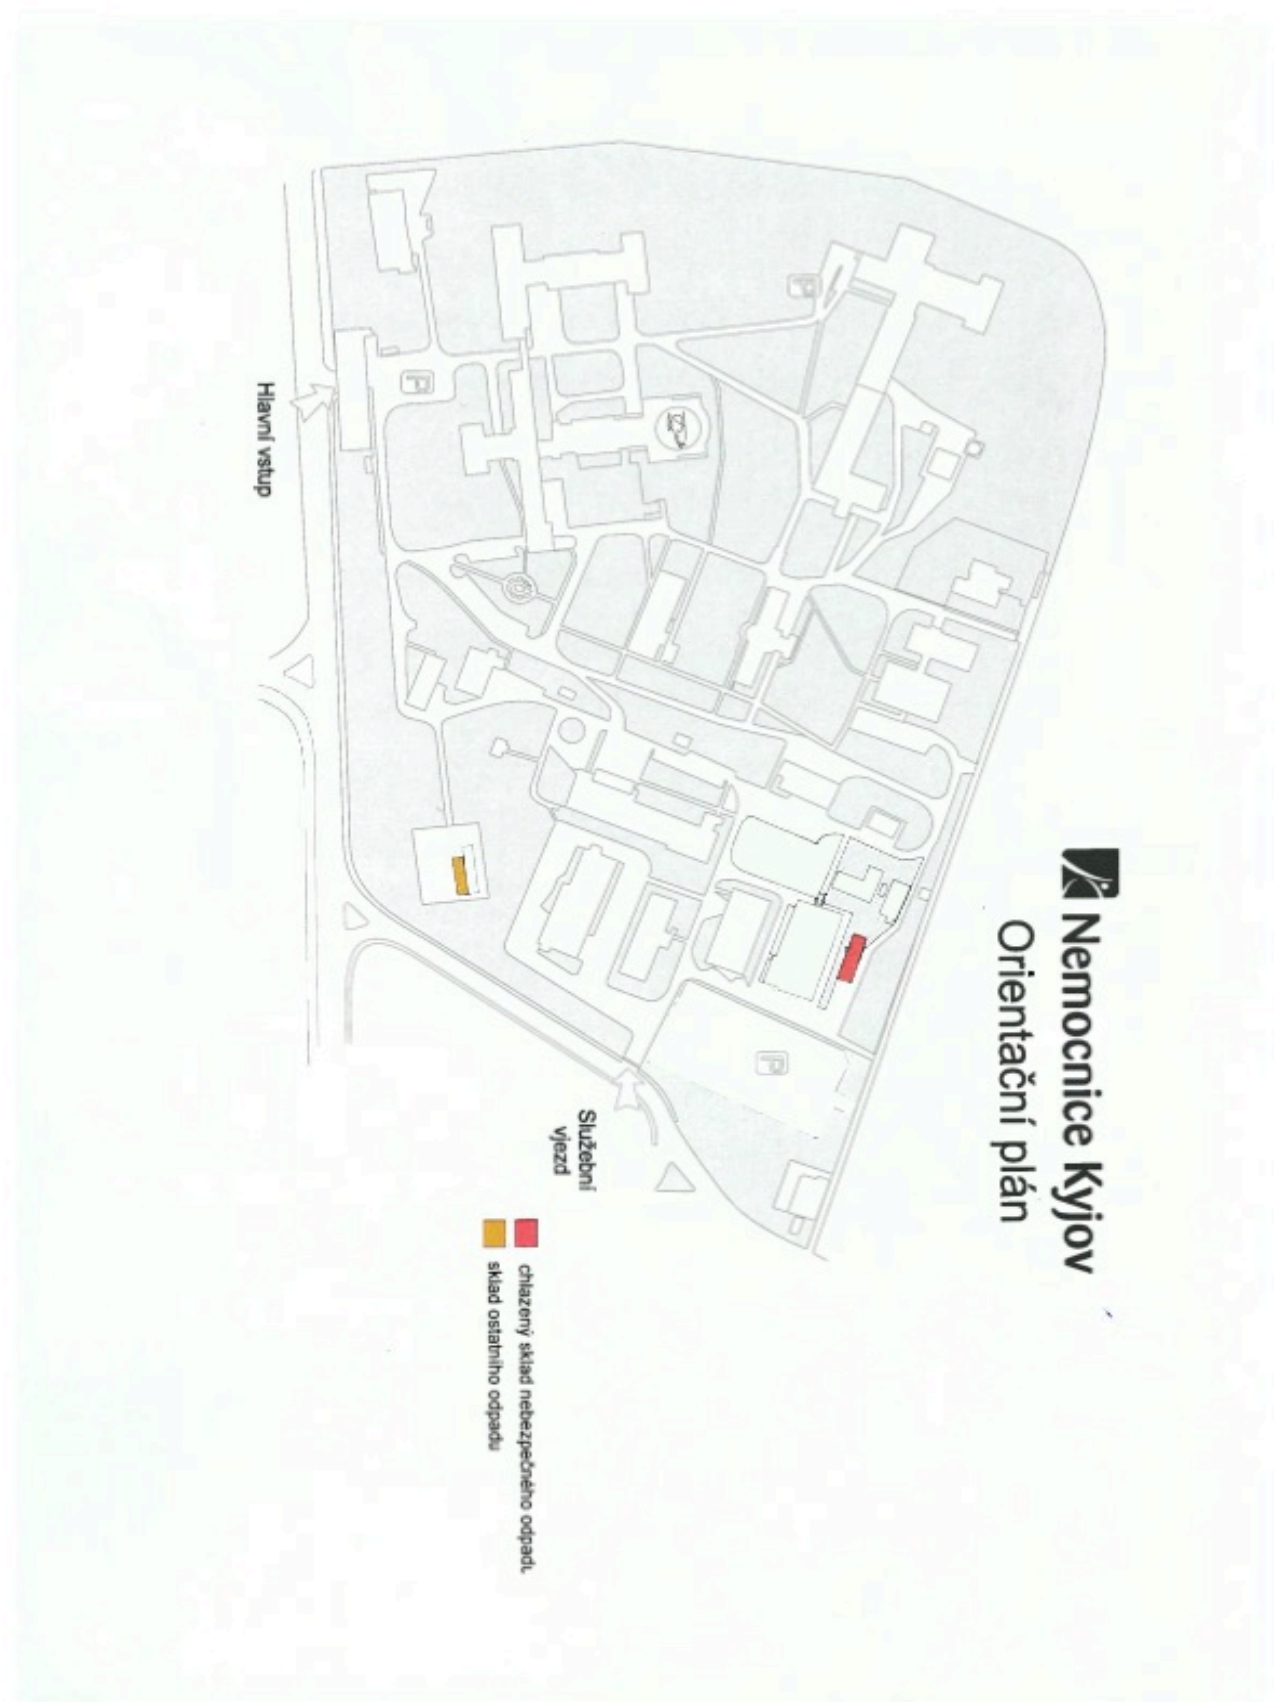 Nemocnice Kyjov
Orientační plán
P
P
P
Hlavní vstup
Služební
vjezd
chlazený sklad nebezpečného odpadu
sklad ostatního odpadu